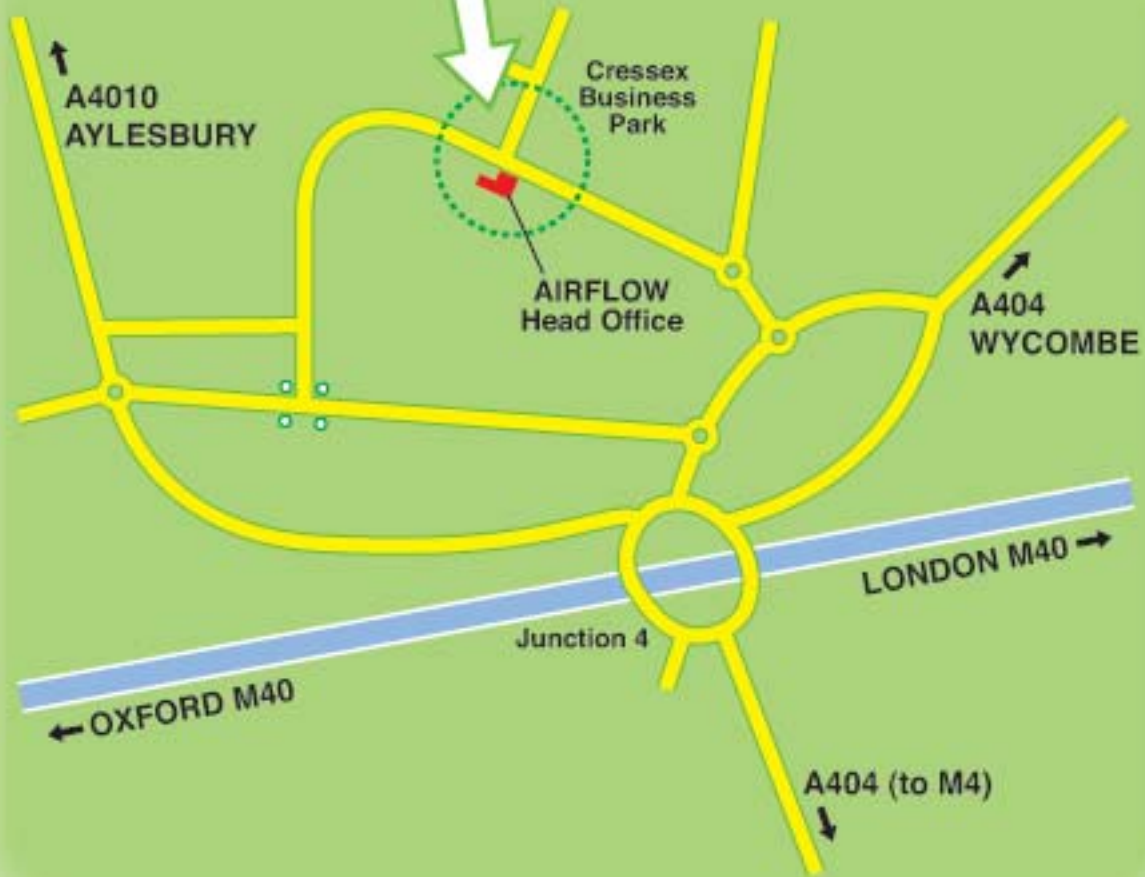 A4010
AYLESBURY
Cressex
Business
Park
AIRFLOW
Head Office
A404
WYCOMBE
LONDON M40
Junction 4
OXFORD M40
A404 (to M4)